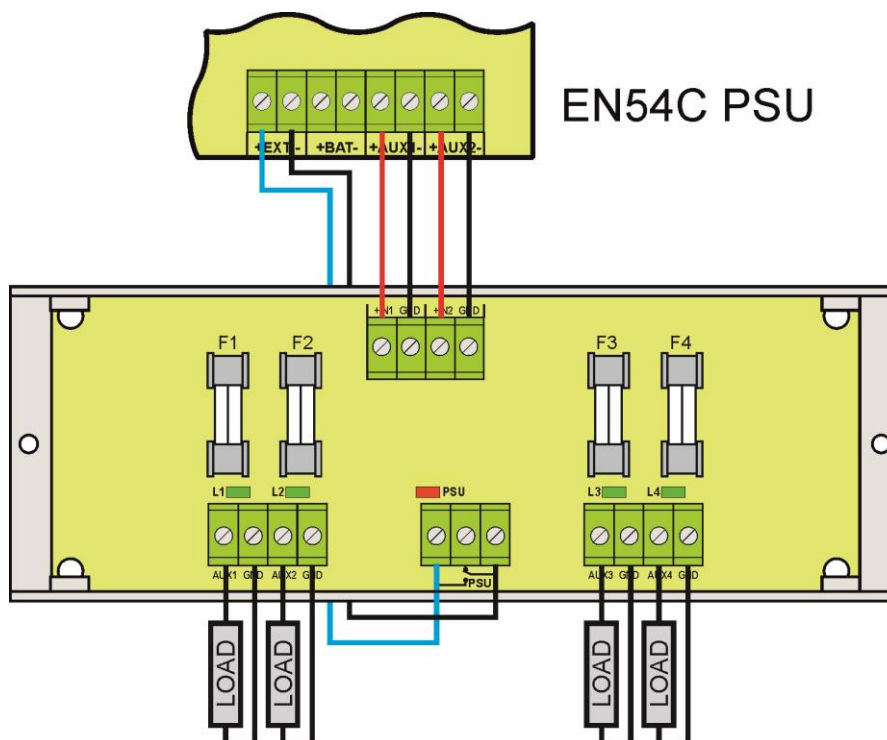 EN54C PSU
+EXT- +BAT- +AUX1- +AUX2-
+IN1 GND +IN2 GND
F1 F2 F3 F4
L1 L2 PSU L3 L4
AUX1 GND AUX2 GND PSU AUX3 GND AUX4 GND
LOAD LOAD LOAD LOAD